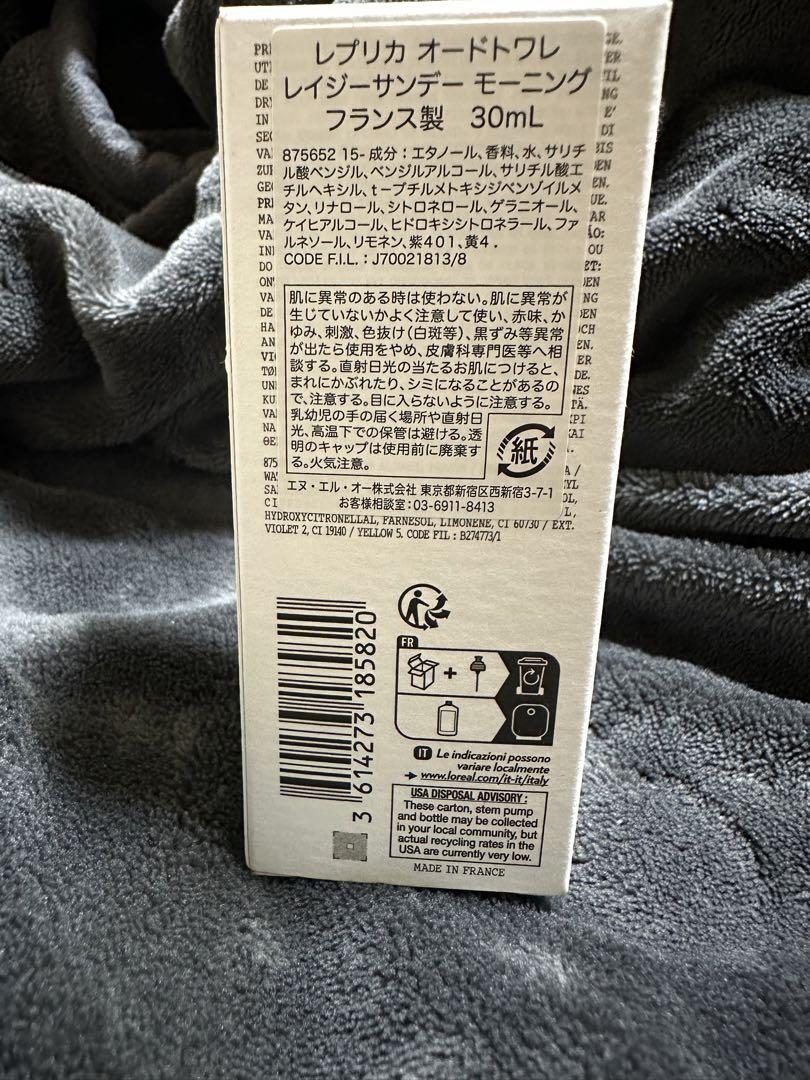 レプリカ オードトワレ
レイジーサンデー モーニング
フランス製 30mL
875652 15- 成分：エタノール、香料、水、サリチ
ル酸ベンジル、ベンジルアルコール、サリチル酸エ
チルヘキシル、t－ブチルメトキシジベンゾイルメ
タン、リナロール、シトロネロール、ゲラニオール、
ケイヒアルコール、ヒドロキシシトロネラール、ファ
ルネソール、リモネン、紫401、黄4．
CODE F.I.L. : J70021813/8
肌に異常のある時は使わない。肌に異常が
生じていないかよく注意して使い、赤味、か
ゆみ、刺激、色抜け（白斑等）、黒ずみ等異常
が出たら使用をやめ、皮膚科専門医等へ相
談する。直射日光の当たるお肌につけると、
まれにかぶれたり、シミになることがあるの
で、注意する。目に入らないように注意する。
乳幼児の手の届く場所や直射日
光、高温下での保管は避ける。透
明のキャップは使用前に廃棄す
る。火気注意。
紙
エヌ・エル・オー株式会社 東京都新宿区西新宿3-7-1
お客様相談室：03-6911-8413
HYDROXYCITRONELLAL, FARNESOL, LIMONENE, CI 60730 / EXT.
VIOLET 2, CI 19140 / YELLOW 5. CODE FIL : B274773/1
3 614273 185820
FR
IT Le indicazioni possono
variare localmente
www.loreal.com/it-it/italy
USA DISPOSAL ADVISORY :
These carton, stem pump
and bottle may be collected
in your local community, but
actual recycling rates in the
USA are currently very low.
MADE IN FRANCE